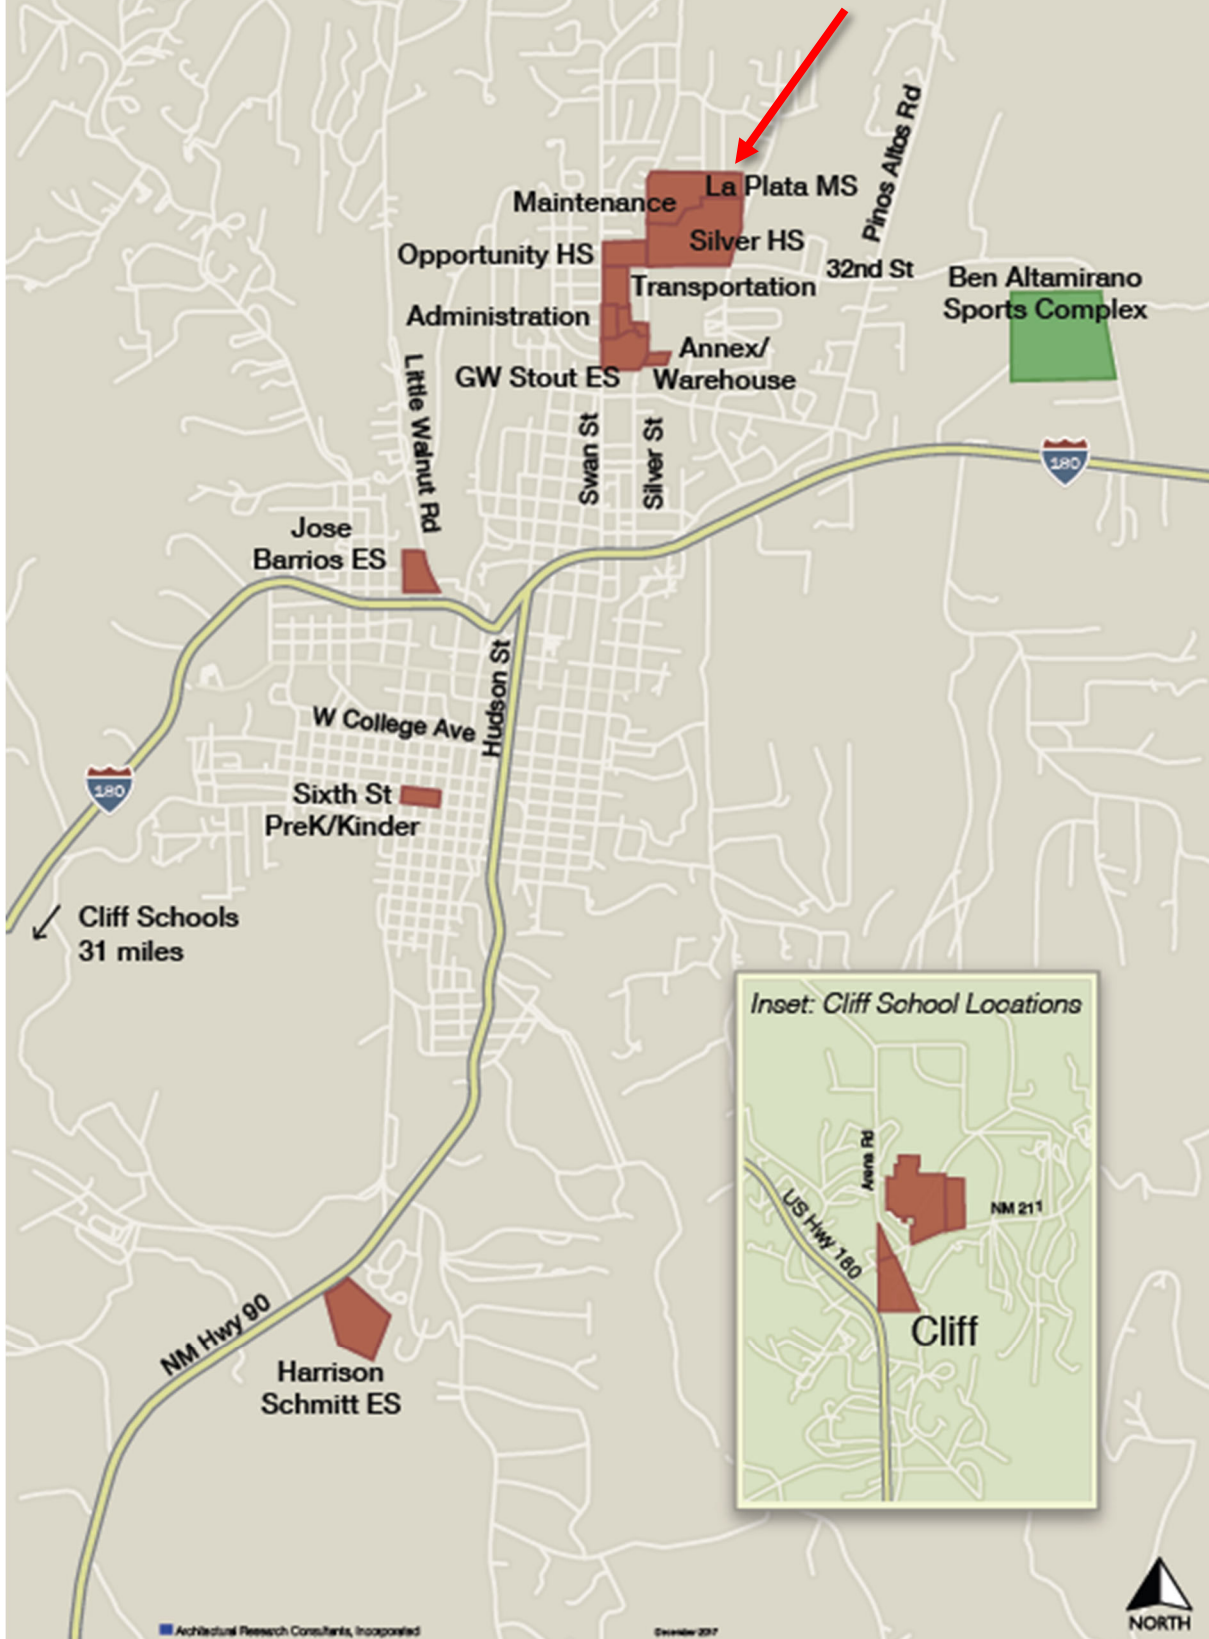 Pinos Altos Rd
La Plata MS
Maintenance
Silver HS
Opportunity HS
32nd St
Ben Altamirano
Sports Complex
Transportation
Administration
Annex/
Warehouse
GW Stout ES
Little Walnut Rd
Swan St
Silver St
180
Jose
Barrios ES
Hudson St
W College Ave
180
Sixth St
PreK/Kinder
Cliff Schools
31 miles
Inset: Cliff School Locations
Arena Rd
NM 211
US Hwy 180
Cliff
NM Hwy 90
Harrison
Schmitt ES
NORTH
Architectural Research Consultants, Incorporated
December 2017